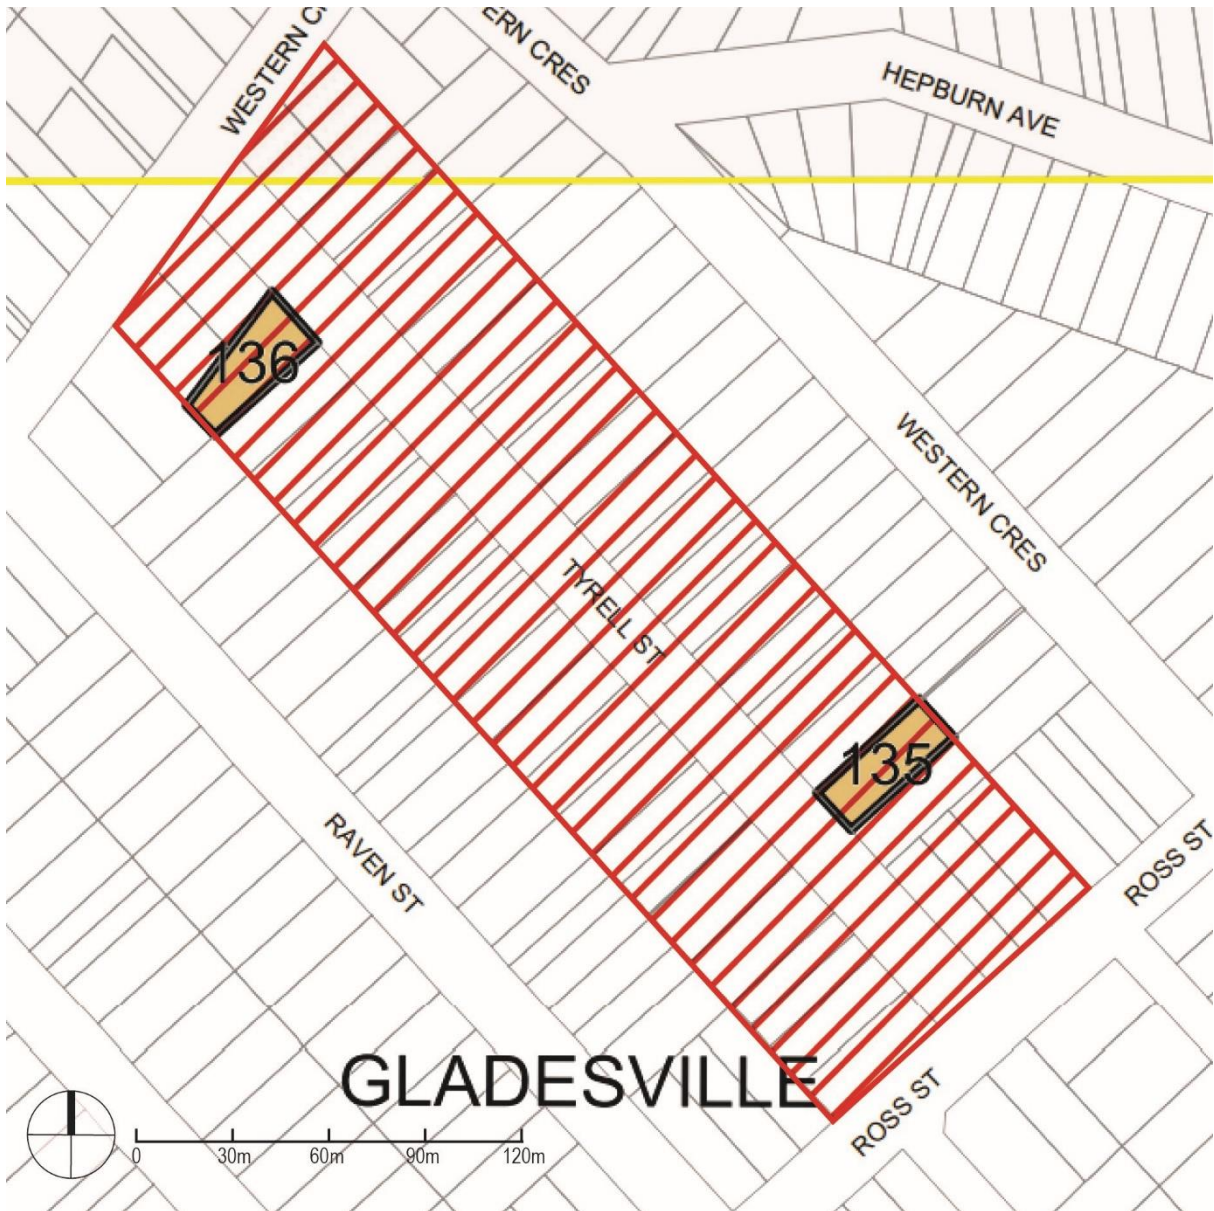 WESTERN C
ERN CRES
HEPBURN AVE
136
WESTERN CRES
TYRELL ST
135
RAVEN ST
ROSS ST
GLADESVILLE
ROSS ST
0 30m 60m 90m 120m